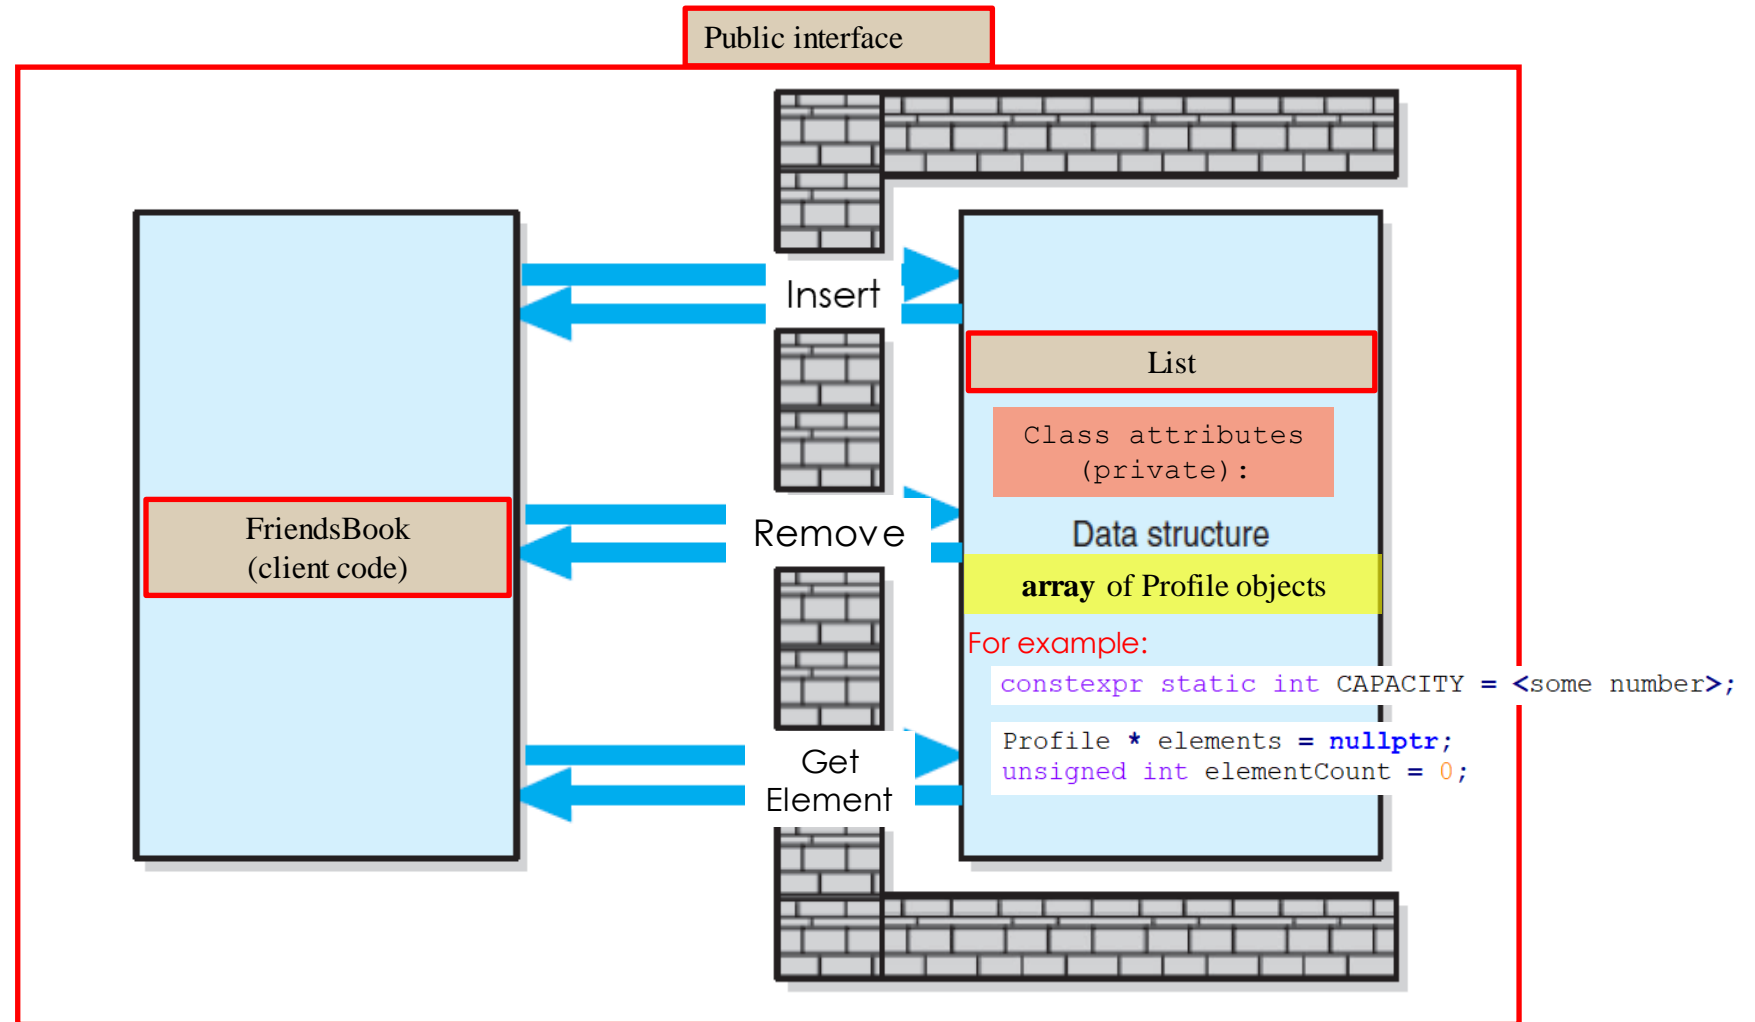 Public interface
Insert
List
Class attributes
(private):
FriendsBook
(client code)
Remove
Data structure
array of Profile objects
For example:
constexpr static int CAPACITY = <some number>;
Get
Element
Profile * elements = nullptr;
unsigned int elementCount = 0;